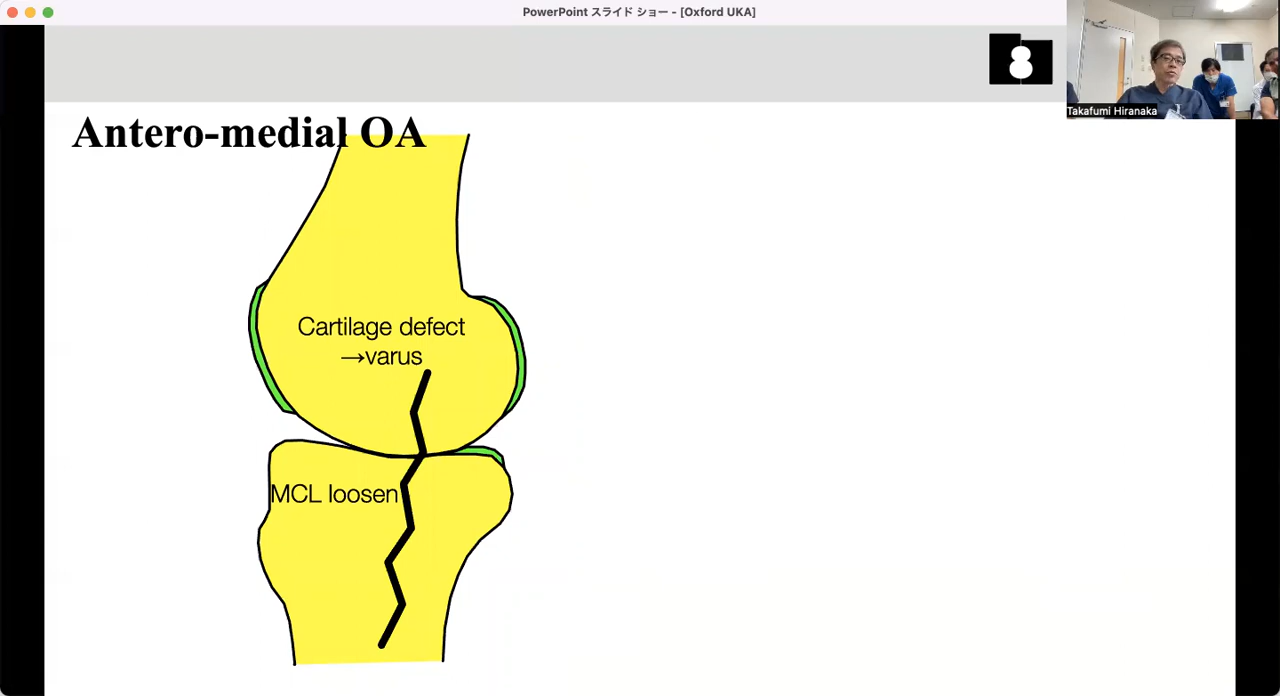 PowerPoint スライド ショー - [Oxford UKA]
Takafumi Hiranaka
Antero-medial OA
Cartilage defect
→varus
MCL loosen